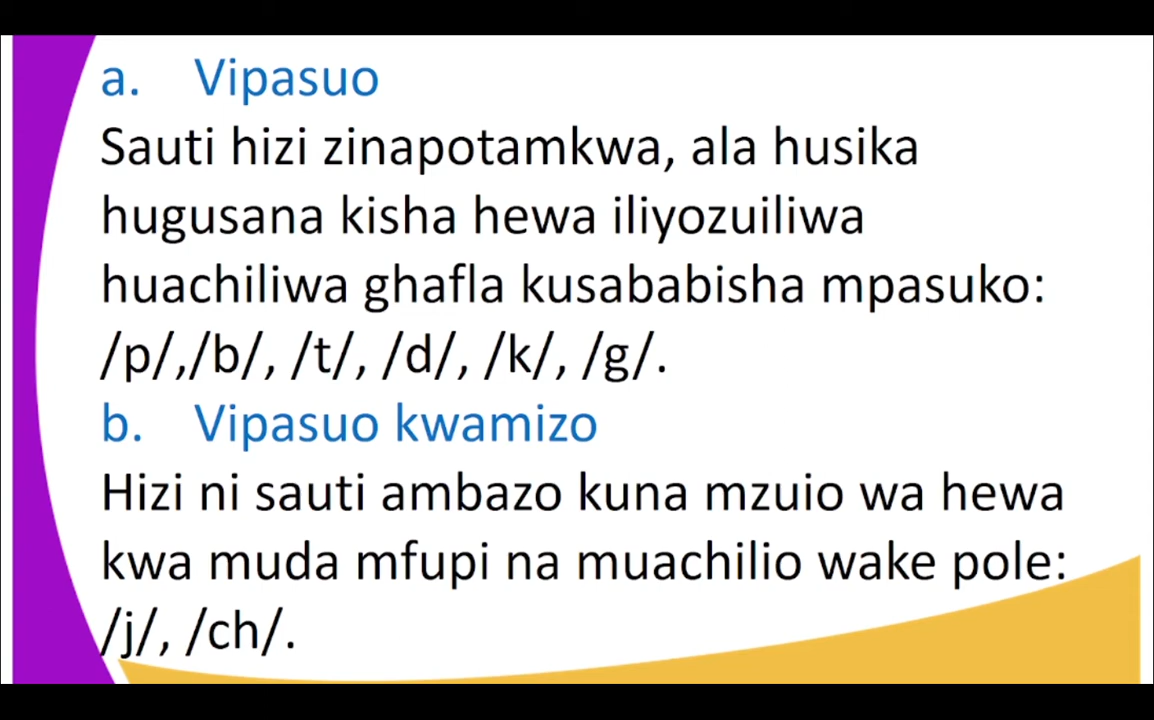 a. Vipasuo
Sauti hizi zinapotamkwa, ala husika
hugusana kisha hewa iliyozuiliwa
huachiliwa ghafla kusababisha mpasuko:
/p/,/b/, /t/, /d/, /k/, /g/.
b. Vipasuo kwamizo
Hizi ni sauti ambazo kuna mzuio wa hewa
kwa muda mfupi na muachilio wake pole:
/j/, /ch/.